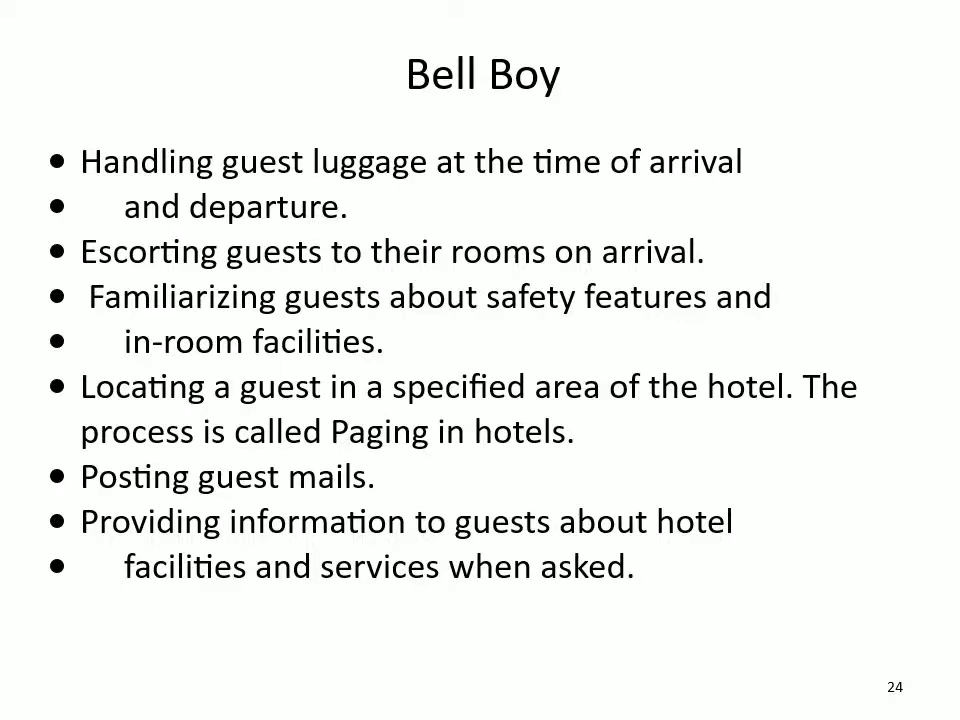 Bell Boy
• Handling guest luggage at the time of arrival
• and departure.
• Escorting guests to their rooms on arrival.
• Familiarizing guests about safety features and
• in-room facilities.
• Locating a guest in a specified area of the hotel. The
process is called Paging in hotels.
• Posting guest mails.
• Providing information to guests about hotel
• facilities and services when asked.
24